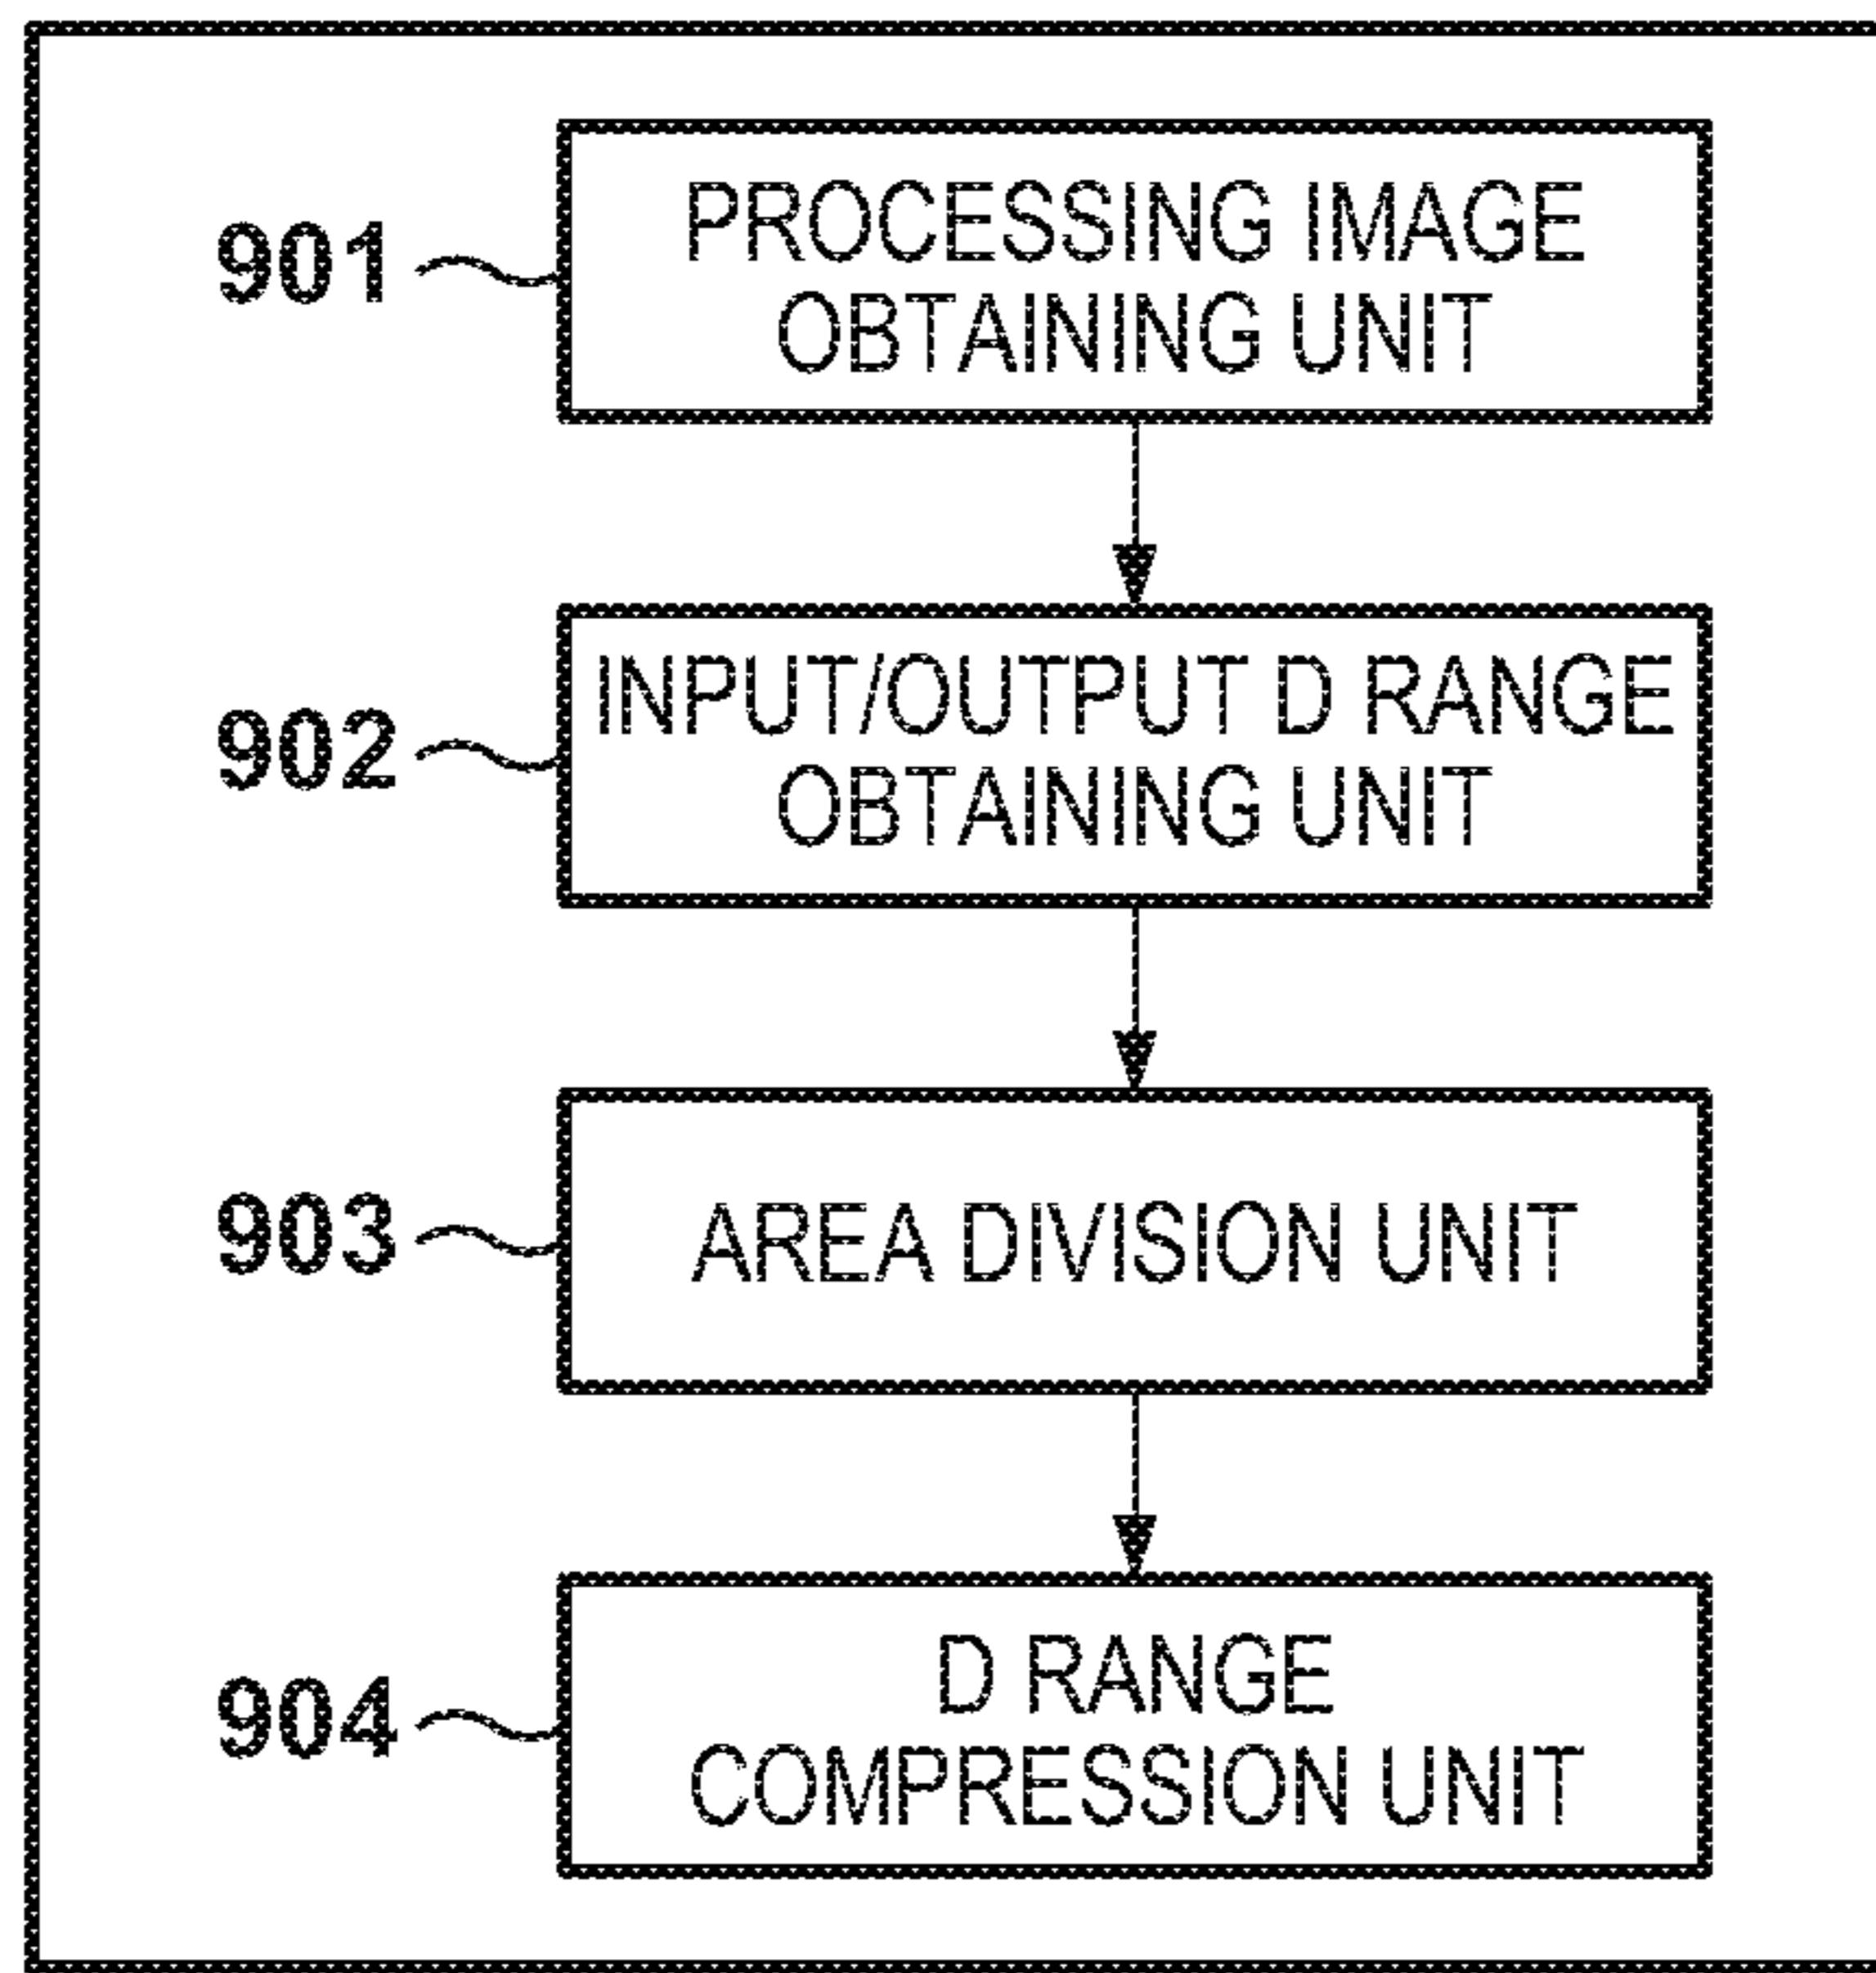 901
PROCESSING IMAGE
OBTAINING UNIT
902
INPUT/OUTPUT D RANGE
OBTAINING UNIT
903
AREA DIVISION UNIT
904
D RANGE
COMPRESSION UNIT